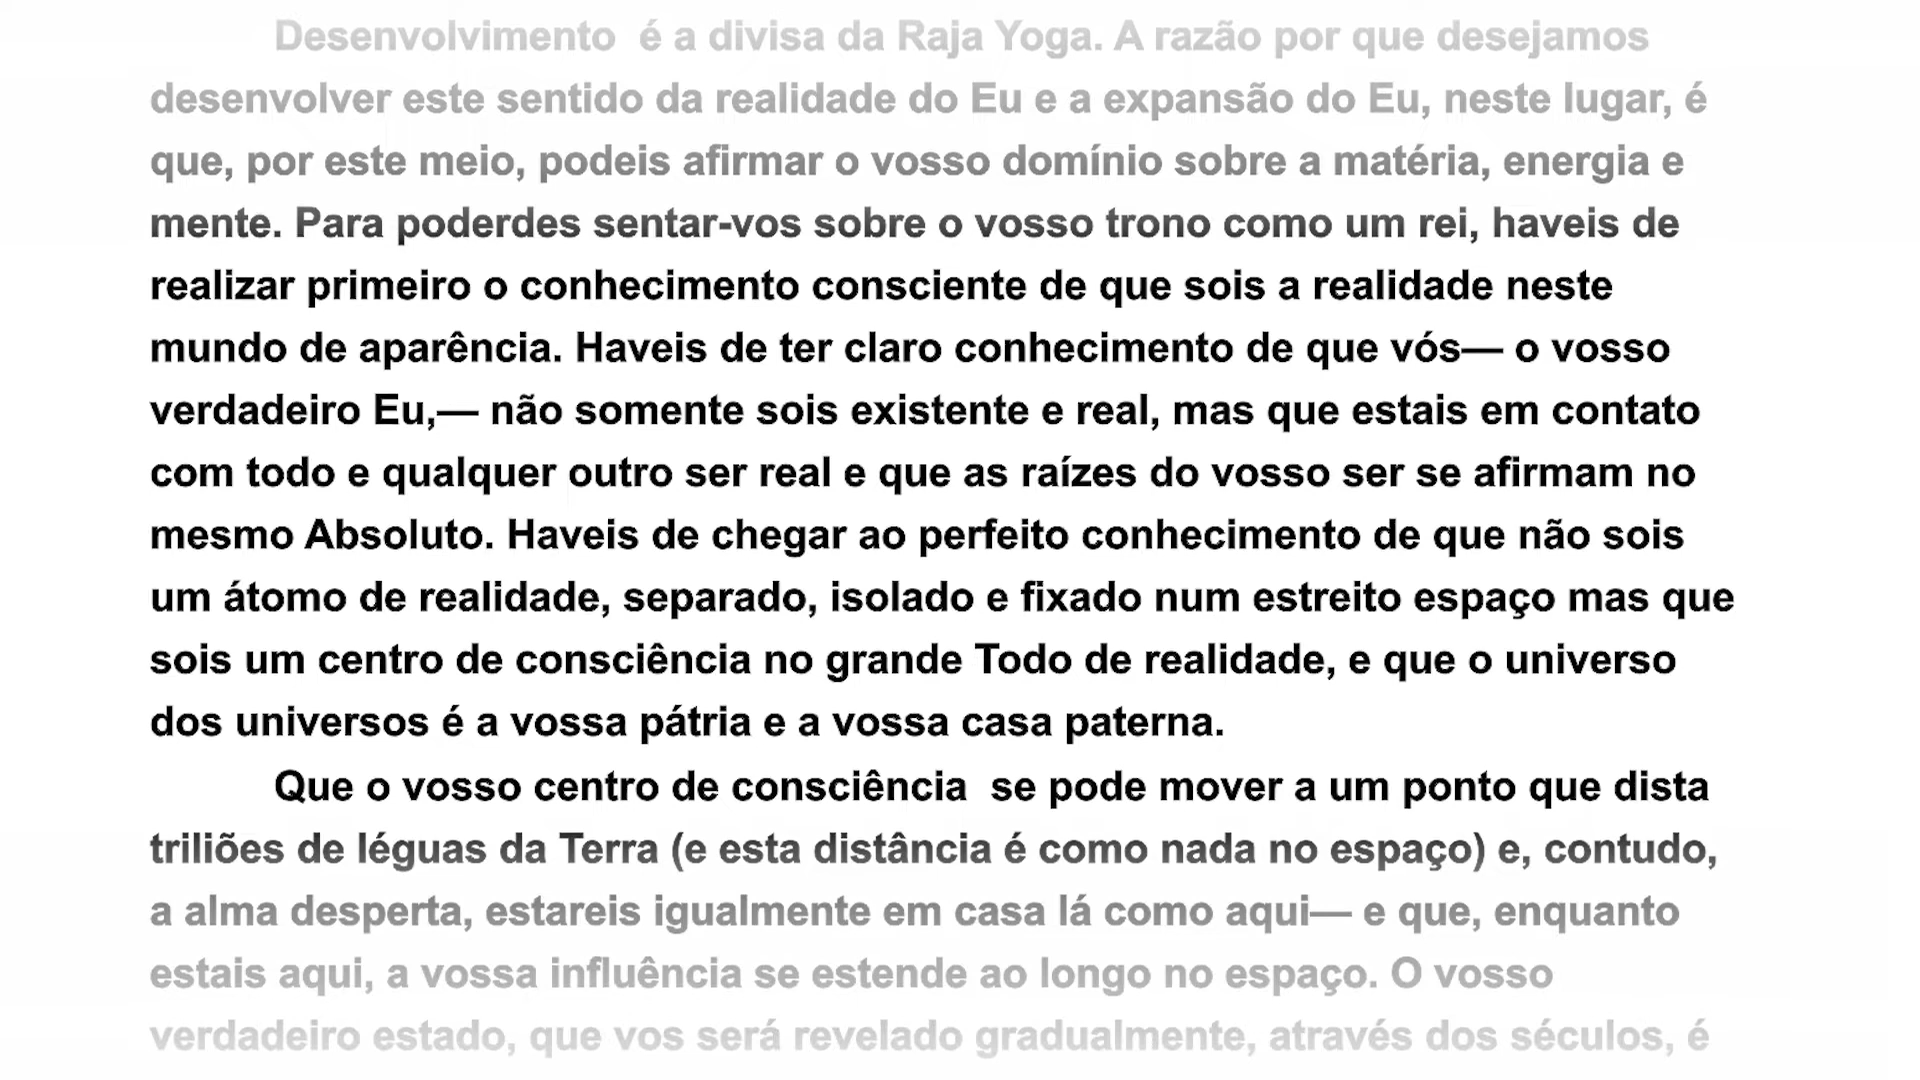 Desenvolvimento  é a divisa da Raja Yoga. A razão por que desejamos
desenvolver este sentido da realidade do Eu e a expansão do Eu, neste lugar, é
que, por este meio, podeis afirmar o vosso domínio sobre a matéria, energia e
mente. Para poderdes sentar-vos sobre o vosso trono como um rei, haveis de
realizar primeiro o conhecimento consciente de que sois a realidade neste
mundo de aparência. Haveis de ter claro conhecimento de que vós— o vosso
verdadeiro Eu,— não somente sois existente e real, mas que estais em contato
com todo e qualquer outro ser real e que as raízes do vosso ser se afirmam no
mesmo Absoluto. Haveis de chegar ao perfeito conhecimento de que não sois
um átomo de realidade, separado, isolado e fixado num estreito espaço mas que
sois um centro de consciência no grande Todo de realidade, e que o universo
dos universos é a vossa pátria e a vossa casa paterna.
Que o vosso centro de consciência  se pode mover a um ponto que dista
triliões de léguas da Terra (e esta distância é como nada no espaço) e, contudo,
a alma desperta, estareis igualmente em casa lá como aqui— e que, enquanto
estais aqui, a vossa influência se estende ao longo no espaço. O vosso
verdadeiro estado, que vos será revelado gradualmente, através dos séculos, é